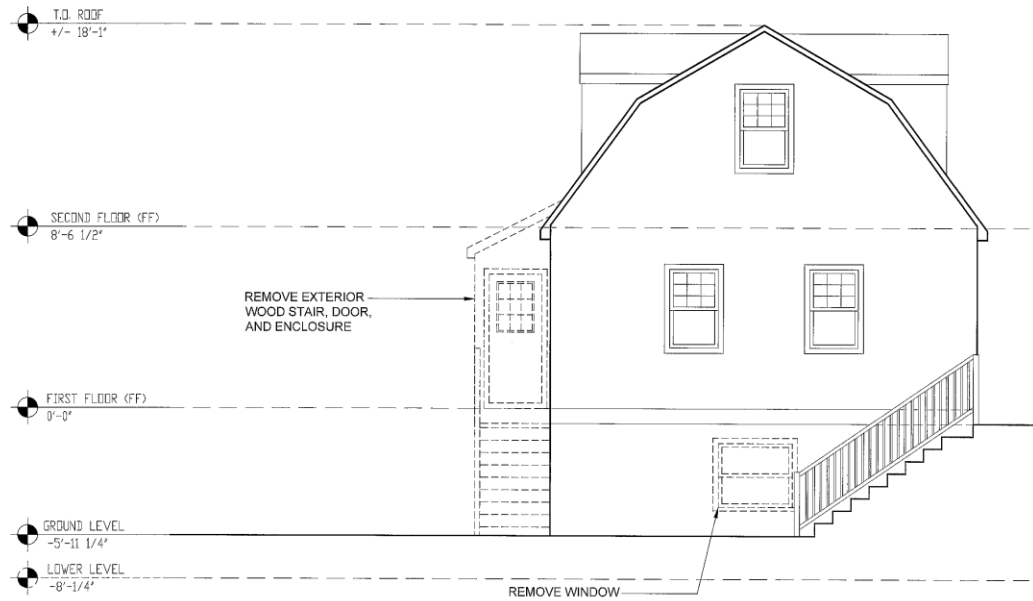 T.O. ROOF
+/- 18'-1"
SECOND FLOOR (FF)
8'-6 1/2"
REMOVE EXTERIOR
WOOD STAIR, DOOR,
AND ENCLOSURE
FIRST FLOOR (FF)
0'-0"
GROUND LEVEL
-5'-11 1/4"
LOWER LEVEL
-8'-1/4"
REMOVE WINDOW